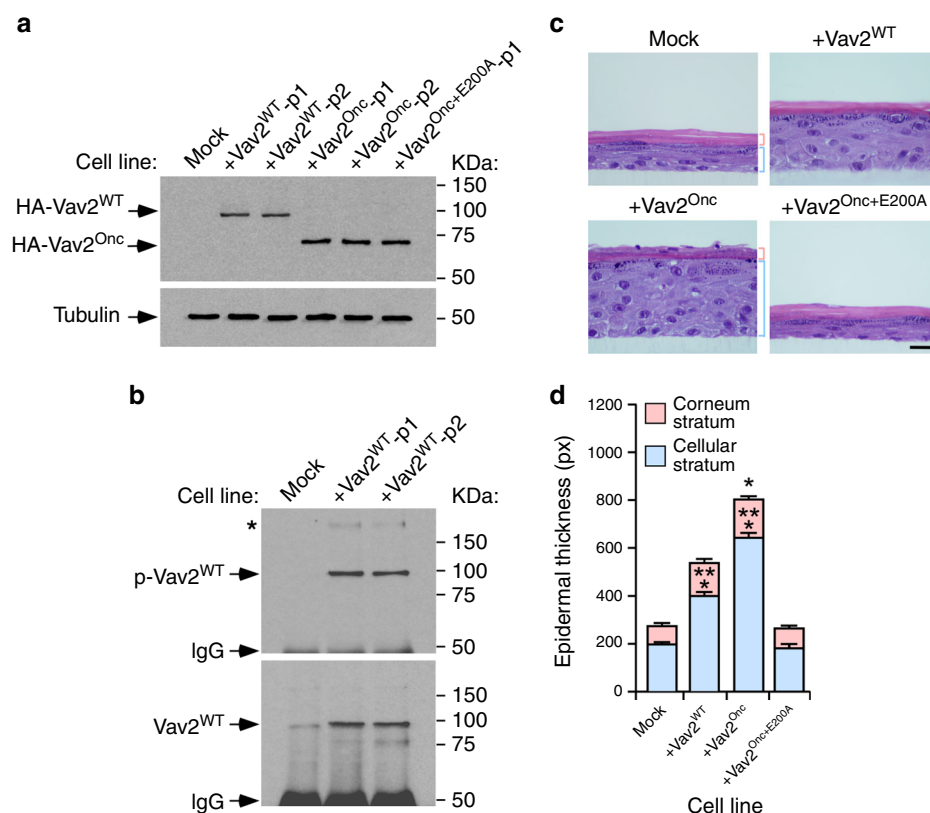 a
Mock
+Vav2WT-p1
+Vav2WT-p2
+Vav2Onc-p1
+Vav2Onc-p2
+Vav2Onc+E200A-p1
Cell line:
KDa:
HA-Vav2WT
HA-Vav2Onc
150
100
75
50
Tubulin
50
b
Mock
+Vav2WT-p1
+Vav2WT-p2
Cell line:
KDa:
*
p-Vav2WT
IgG
150
100
75
50
Vav2WT
IgG
150
100
75
50
c
Mock
+Vav2WT
+Vav2Onc
+Vav2Onc+E200A
d
Corneum
stratum
Cellular
stratum
Epidermal thickness (px)
1200
1000
800
600
400
200
0
**
*
*
**
*
Mock
+Vav2WT
+Vav2Onc
+Vav2Onc+E200A
Cell line